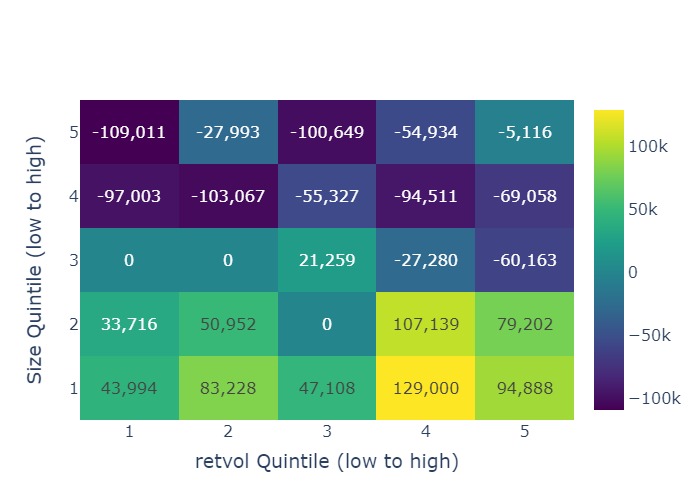 5 -109,011 -27,993 -100,649 -54,934 -5,116
4 -97,003 -103,067 -55,327 -94,511 -69,058
3 0 0 21,259 -27,280 -60,163
2 33,716 50,952 0 107,139 79,202
1 43,994 83,228 47,108 129,000 94,888
1 2 3 4 5
retvol Quintile (low to high)
Size Quintile (low to high)
100k
50k
0
−50k
−100k